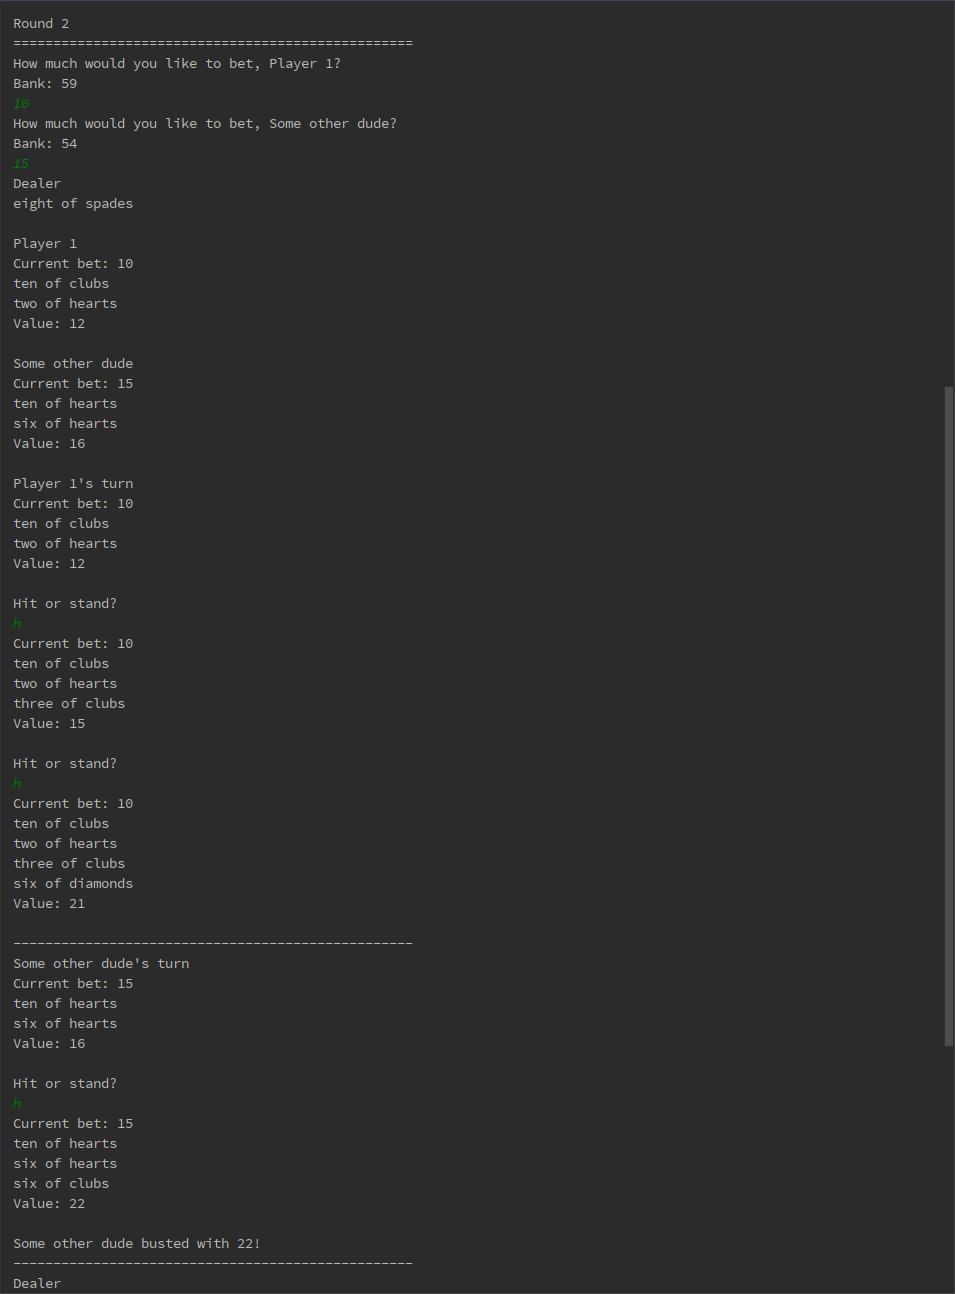 Round 2
==================================================
How much would you like to bet, Player 1?
Bank: 59
10
How much would you like to bet, Some other dude?
Bank: 54
15
Dealer
eight of spades
Player 1
Current bet: 10
ten of clubs
two of hearts
Value: 12
Some other dude
Current bet: 15
ten of hearts
six of hearts
Value: 16
Player 1's turn
Current bet: 10
ten of clubs
two of hearts
Value: 12
Hit or stand?
h
Current bet: 10
ten of clubs
two of hearts
three of clubs
Value: 15
Hit or stand?
h
Current bet: 10
ten of clubs
two of hearts
three of clubs
six of diamonds
Value: 21
--------------------------------------------------
Some other dude's turn
Current bet: 15
ten of hearts
six of hearts
Value: 16
Hit or stand?
h
Current bet: 15
ten of hearts
six of hearts
six of clubs
Value: 22
Some other dude busted with 22!
--------------------------------------------------
Dealer